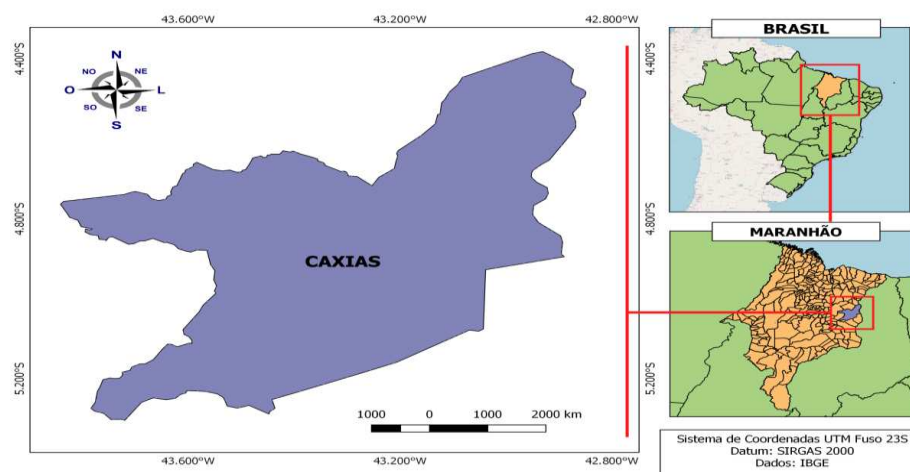 43.600°W
43.200°W
42.800°W
4.400°S
4.400°S
N
NO
NE
O
L
SO
SE
S
4.800°S
4.800°S
CAXIAS
5.200°S
5.200°S
1000 0 1000 2000 km
43.600°W
43.200°W
42.800°W
BRASIL
MARANHÃO
Sistema de Coordenadas UTM Fuso 23S
Datum: SIRGAS 2000
Dados: IBGE